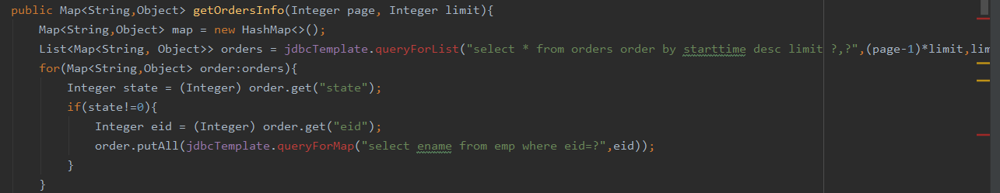 public Map<String,Object> getOrdersInfo(Integer page, Integer limit){
Map<String,Object> map = new HashMap<>();
List<Map<String, Object>> orders = jdbcTemplate.queryForList("select * from orders order by starttime desc limit ?,?",(page-1)*limit,lim
for(Map<String,Object> order:orders){
Integer state = (Integer) order.get("state");
if(state!=0){
Integer eid = (Integer) order.get("eid");
order.putAll(jdbcTemplate.queryForMap("select ename from emp where eid=?",eid));
}
}